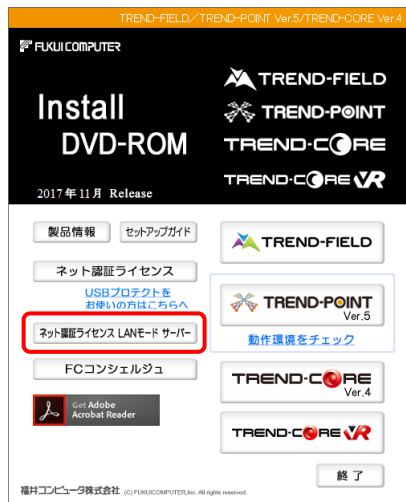 TREND-FIELD／TREND-POINT Ver.5/TREND-CORE Ver.4
FUKUI COMPUTER
Install
DVD-ROM
2017年11月 Release
TREND-FIELD
TREND-POINT
TREND-CORE
TREND-CORE VR
製品情報
セットアップガイド
ネット認証ライセンス
USBプロテクトを
お使いの方はこちらへ
ネット認証ライセンス LANモード サーバー
FCコンシェルジュ
Get Adobe
Acrobat Reader
TREND-FIELD
TREND-POINT
Ver.5
動作環境をチェック
TREND-CORE
Ver.4
TREND-CORE VR
終了
福井コンピュータ株式会社 (C) FUKUICOMPUTER,Inc. All rights reserved.